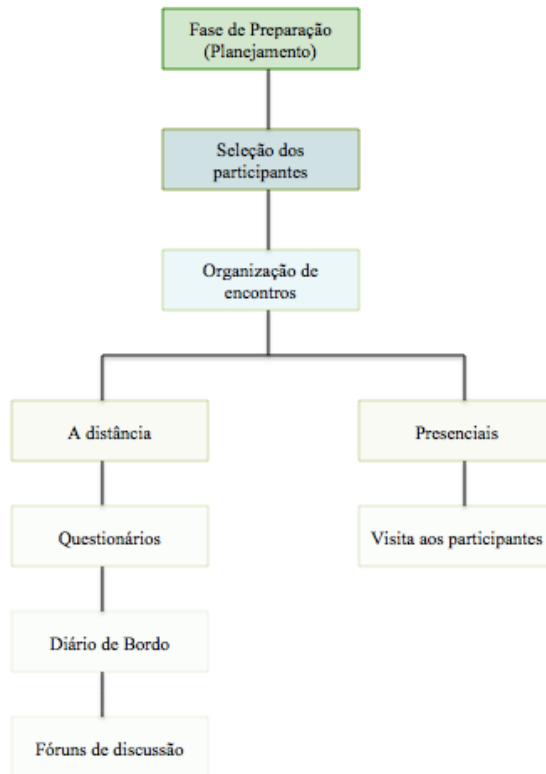 Fase de Preparação
(Planejamento)
Seleção dos
participantes
Organização de
encontros
A distância
Presenciais
Questionários
Visita aos participantes
Diário de Bordo
Fóruns de discussão